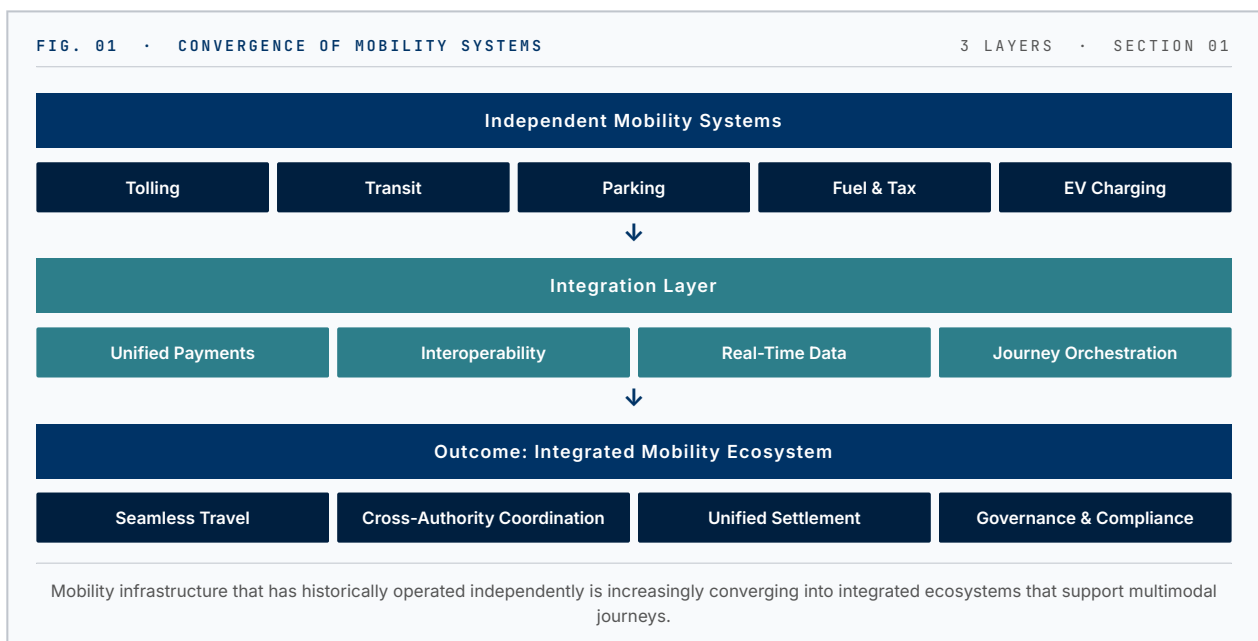 FIG. 01 · CONVERGENCE OF MOBILITY SYSTEMS
3 LAYERS · SECTION 01
Independent Mobility Systems
Tolling
Transit
Parking
Fuel & Tax
EV Charging
↓
Integration Layer
Unified Payments
Interoperability
Real-Time Data
Journey Orchestration
↓
Outcome: Integrated Mobility Ecosystem
Seamless Travel
Cross-Authority Coordination
Unified Settlement
Governance & Compliance
Mobility infrastructure that has historically operated independently is increasingly converging into integrated ecosystems that support multimodal
journeys.